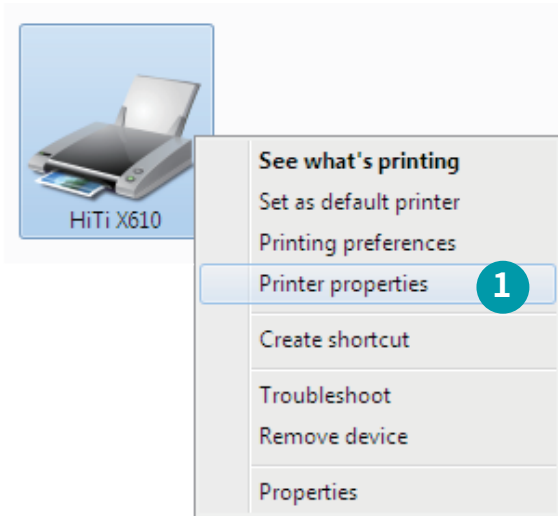 HiTi X610
See what's printing
Set as default printer
Printing preferences
Printer properties 1
Create shortcut
Troubleshoot
Remove device
Properties